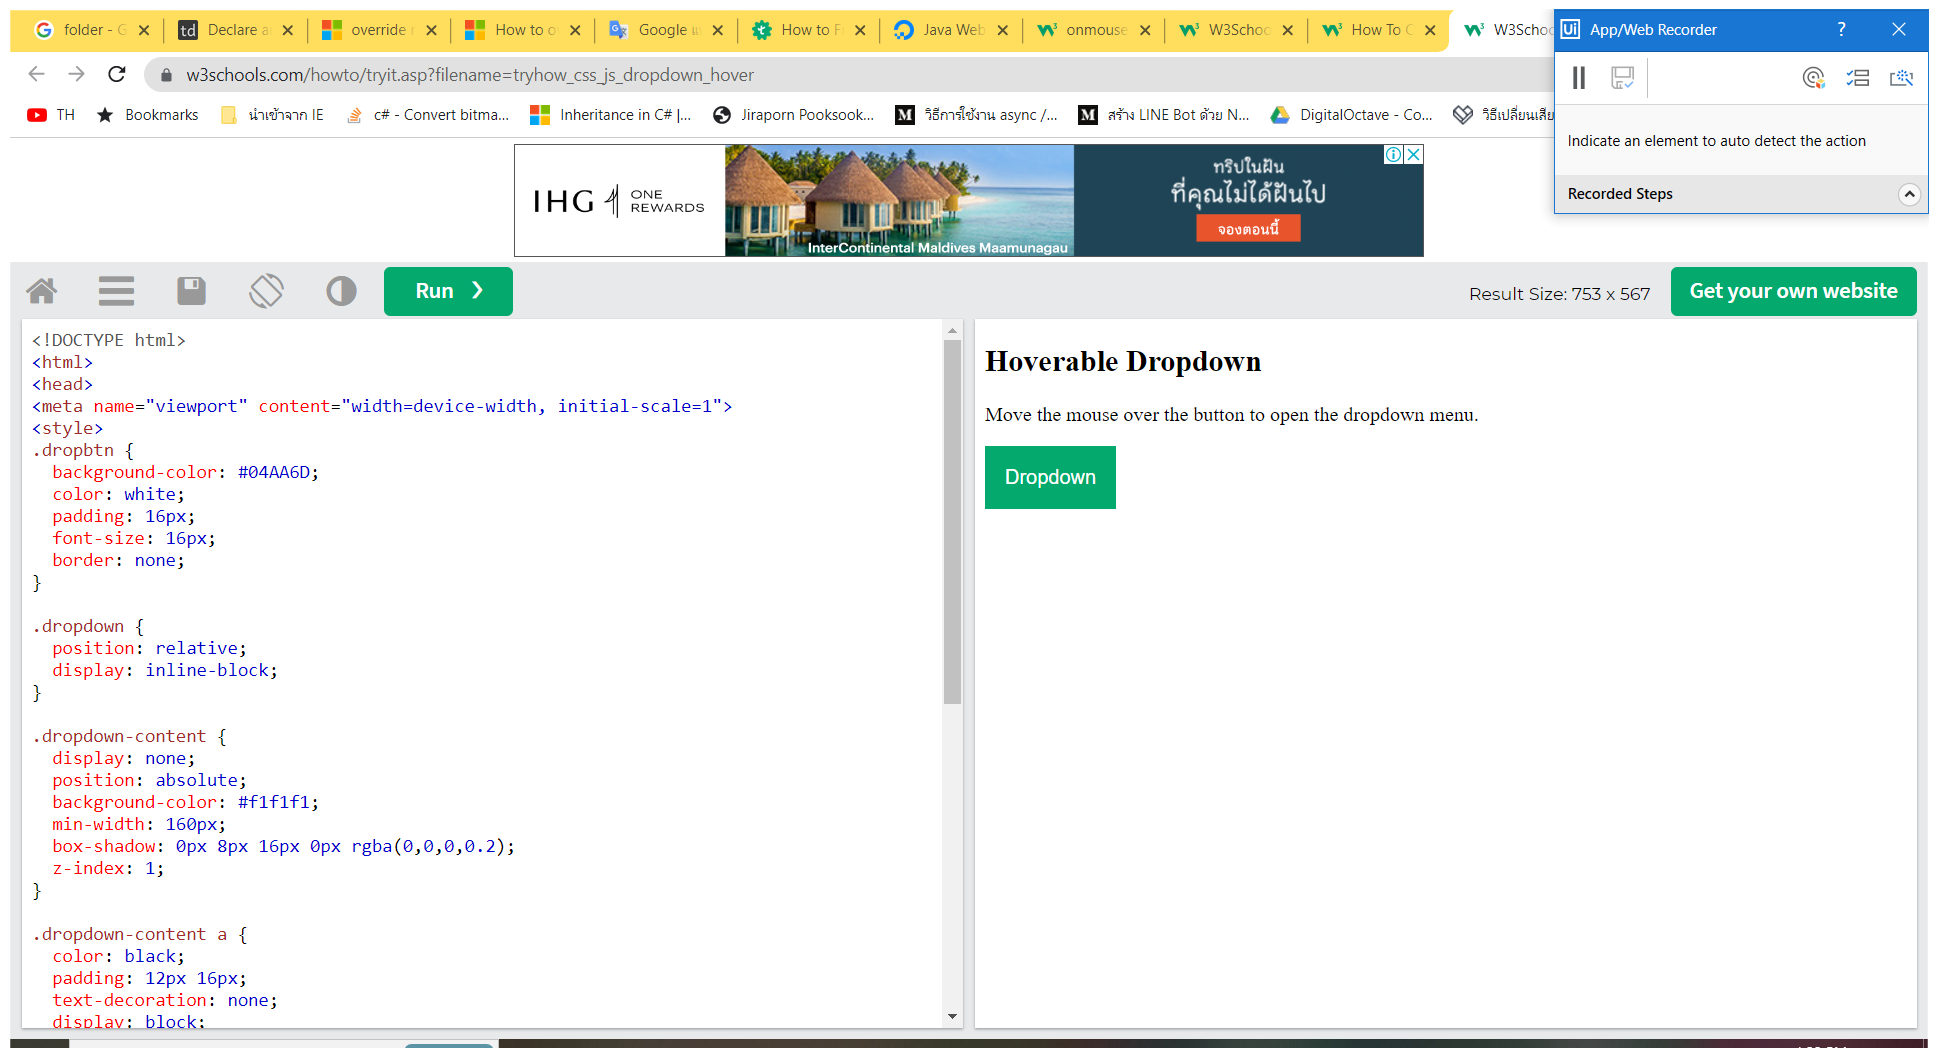 folder - G
td Declare a
override r
How to o
Google แ
How to F
Java Web
onmouse
W3Schoo
How To C
W3Scho
Ui App/Web Recorder ?
w3schools.com/howto/tryit.asp?filename=tryhow_css_js_dropdown_hover
TH
Bookmarks
นำเข้าจาก IE
c# - Convert bitma...
Inheritance in C# |...
Jiraporn Pooksook...
M วิธีการใช้งาน async /...
M สร้าง LINE Bot ด้วย N...
DigitalOctave - Co...
วิธีเปลี่ยนเสีย
Indicate an element to auto detect the action
Recorded Steps
IHG ONE
REWARDS
InterContinental Maldives Maamunagau
ทริปในฝัน
ที่คุณไม่ได้ฝันไป
จองตอนนี้
Run ❯
Result Size: 753 x 567
Get your own website
<!DOCTYPE html>
<html>
<head>
<meta name="viewport" content="width=device-width, initial-scale=1">
<style>
.dropbtn {
  background-color: #04AA6D;
  color: white;
  padding: 16px;
  font-size: 16px;
  border: none;
}
.dropdown {
  position: relative;
  display: inline-block;
}
.dropdown-content {
  display: none;
  position: absolute;
  background-color: #f1f1f1;
  min-width: 160px;
  box-shadow: 0px 8px 16px 0px rgba(0,0,0,0.2);
  z-index: 1;
}
.dropdown-content a {
  color: black;
  padding: 12px 16px;
  text-decoration: none;
  display: block;
Hoverable Dropdown
Move the mouse over the button to open the dropdown menu.
Dropdown